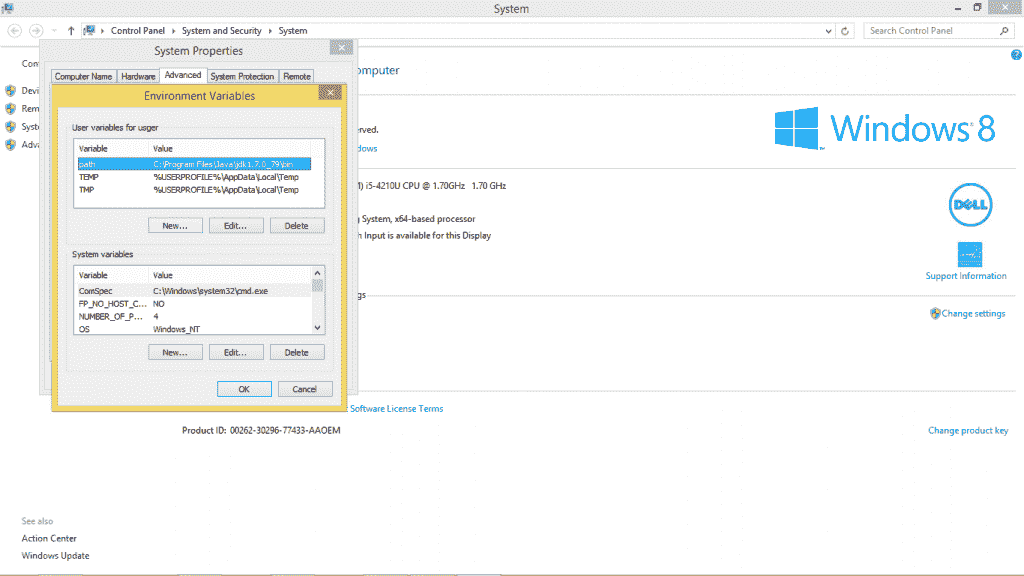 System
Control Panel System and Security System
Search Control Panel
System Properties
Computer Name Hardware Advanced System Protection Remote
Environment Variables
User variables for usger
Variable Value
path C:\Program Files\Java\jdk1.7.0_79\bin
TEMP %USERPROFILE%\AppData\Local\Temp
TMP %USERPROFILE%\AppData\Local\Temp
New... Edit... Delete
System variables
Variable Value
ComSpec C:\Windows\system32\cmd.exe
FP_NO_HOST_C... NO
NUMBER_OF_P... 4
OS Windows_NT
New... Edit... Delete
OK Cancel
Con
Devi
Rem
Syste
Adva
omputer
erved.
dows
Windows 8
) i5-4210U CPU @ 1.70GHz 1.70 GHz
g System, x64-based processor
h Input is available for this Display
DELL
Support Information
gs
Change settings
Software License Terms
Product ID: 00262-30296-77433-AAOEM
Change product key
See also
Action Center
Windows Update